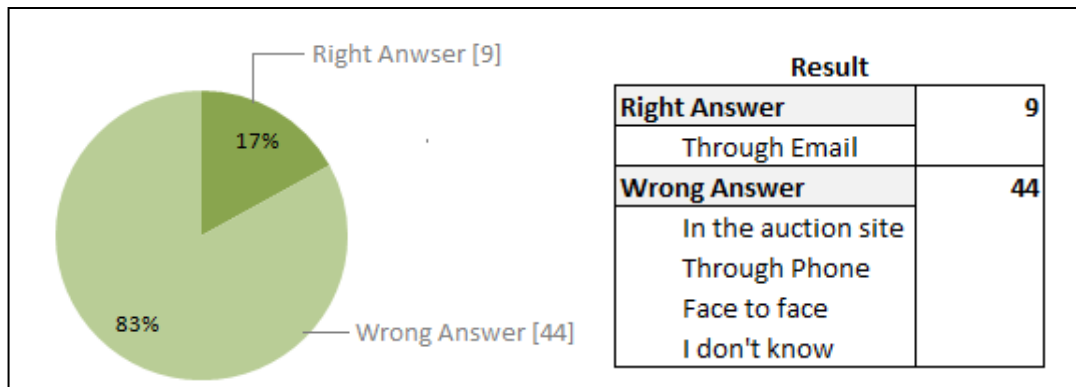 Right Anwser [9]
17%
83%
Wrong Answer [44]
Result
Right Answer 9
Through Email
Wrong Answer 44
In the auction site
Through Phone
Face to face
I don't know